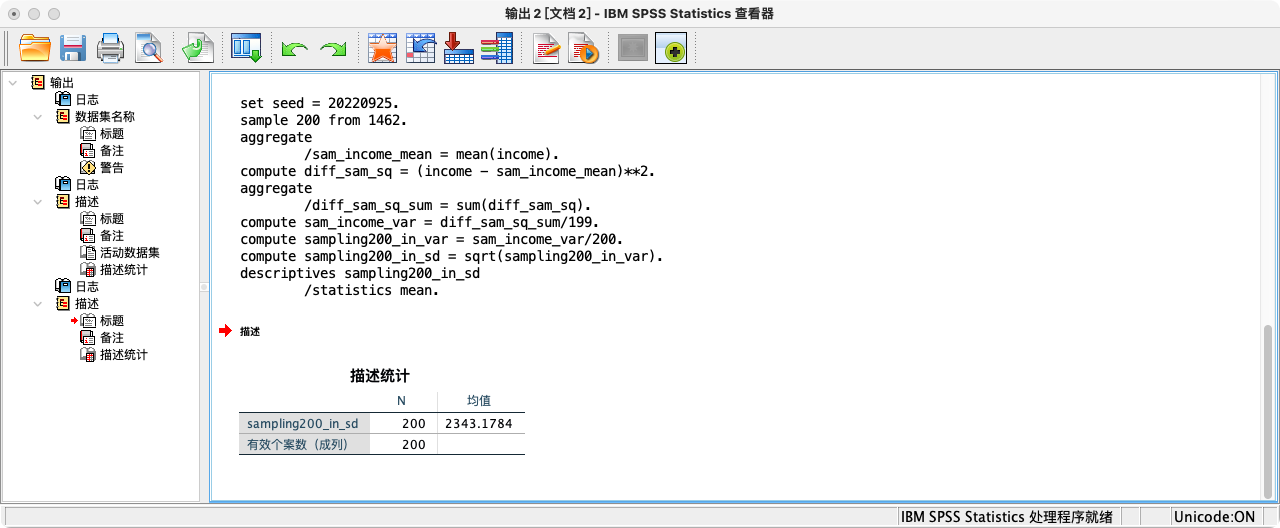 输出 2 [文档 2] - IBM SPSS Statistics 查看器
输出
日志
数据集名称
标题
备注
警告
日志
描述
标题
备注
活动数据集
描述统计
日志
描述
标题
备注
描述统计
set seed = 20220925.
sample 200 from 1462.
aggregate
/sam_income_mean = mean(income).
compute diff_sam_sq = (income - sam_income_mean)**2.
aggregate
/diff_sam_sq_sum = sum(diff_sam_sq).
compute sam_income_var = diff_sam_sq_sum/199.
compute sampling200_in_var = sam_income_var/200.
compute sampling200_in_sd = sqrt(sampling200_in_var).
descriptives sampling200_in_sd
/statistics mean.
描述
描述统计
N 均值
sampling200_in_sd 200 2343.1784
有效个案数（成列） 200
IBM SPSS Statistics 处理程序就绪 Unicode:ON